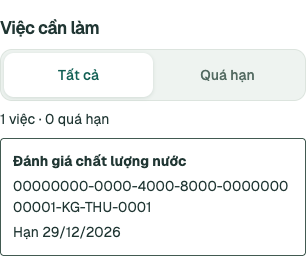 Việc cần làm
Tất cả
Quá hạn
1 việc · 0 quá hạn
Đánh giá chất lượng nước
00000000-0000-4000-8000-0000000
00001-KG-THU-0001
Hạn 29/12/2026